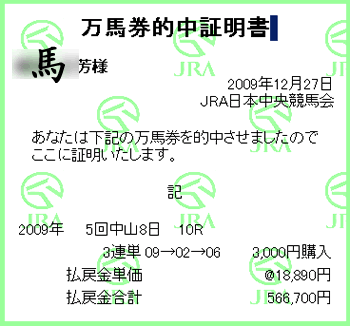 万馬券的中証明書
馬 芳様
JRA
2009年12月27日
JRA日本中央競馬会
あなたは下記の万馬券を的中させましたので
ここに証明いたします。
記
2009年 5回中山8日 10R
3連単 09→02→06 3,000円購入
払戻金単価 @18,890円
払戻金合計 566,700円